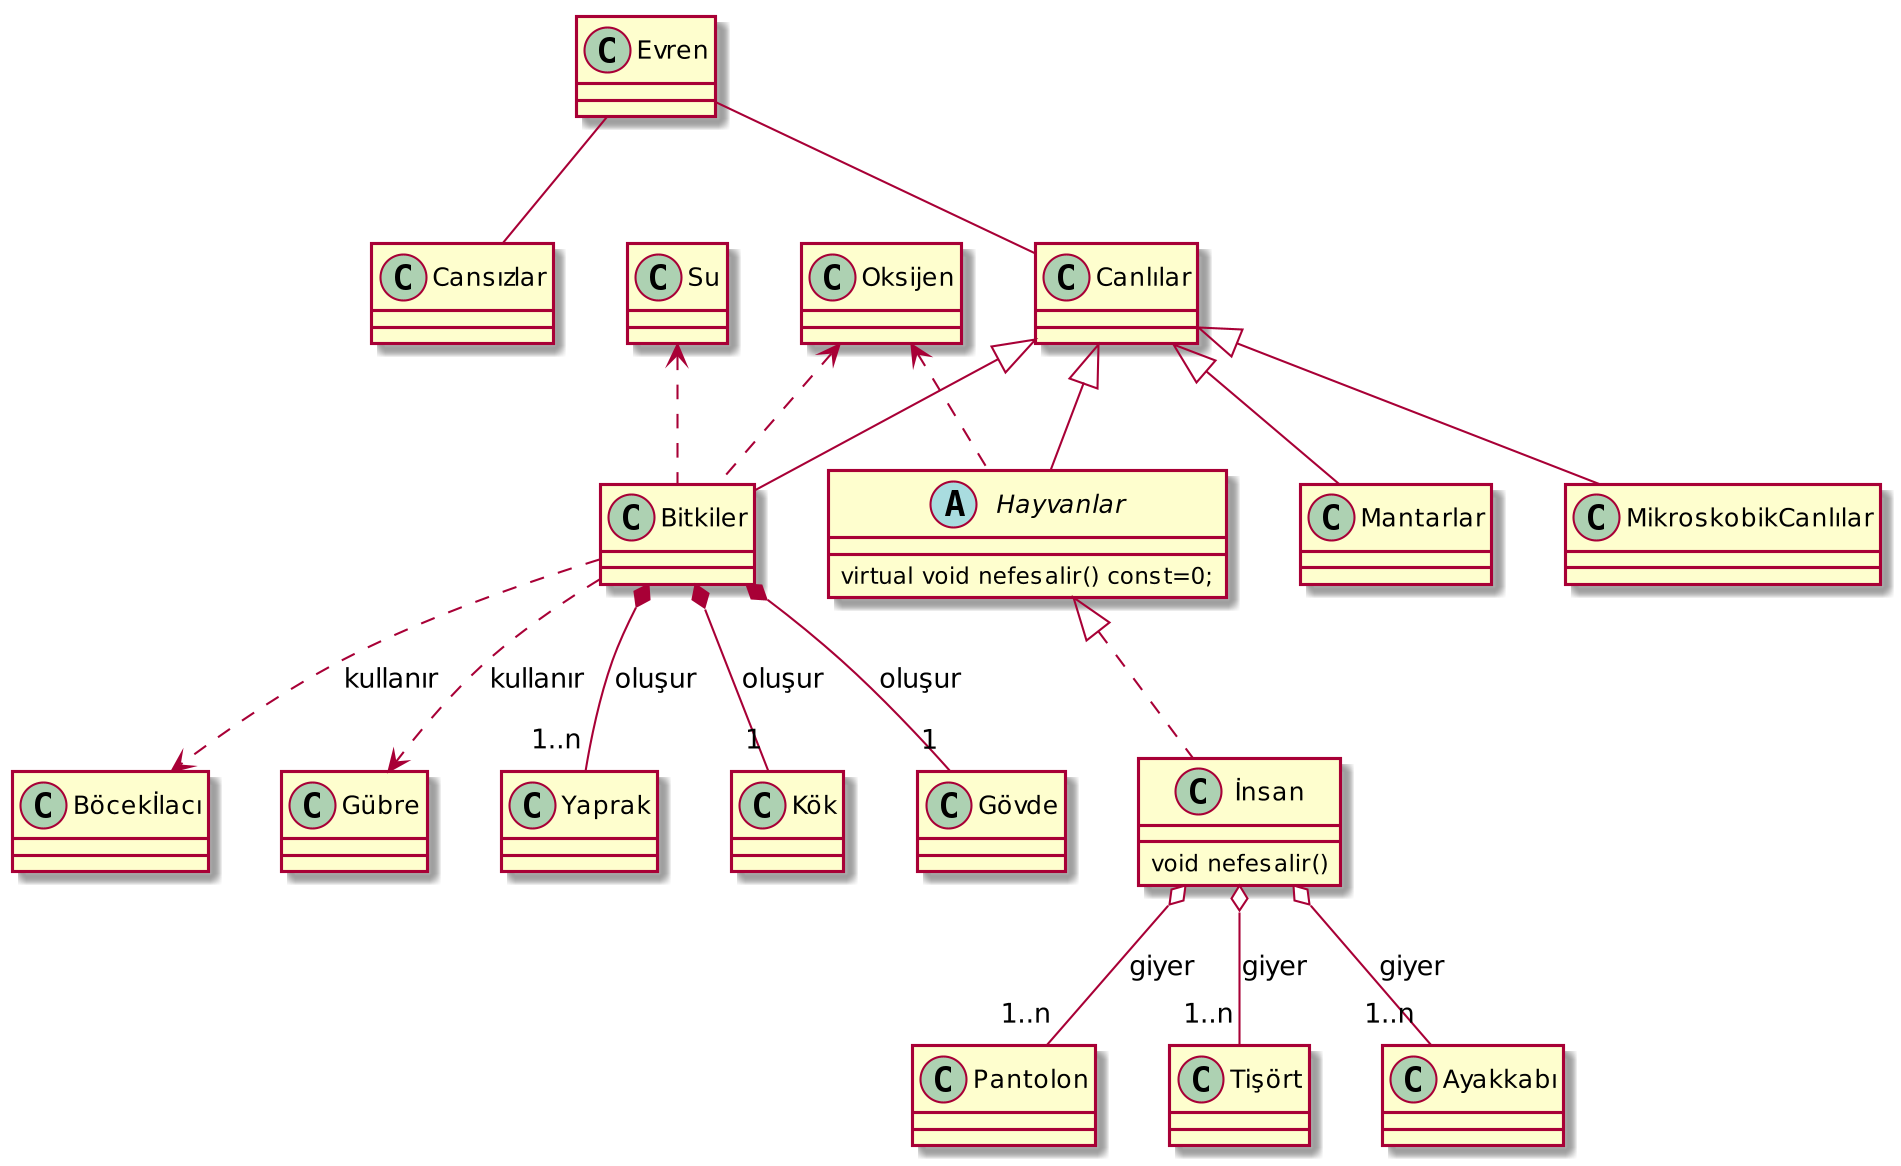 C Evren
C Cansızlar
C Su
C Oksijen
C Canlılar
C Bitkiler
A Hayvanlar
virtual void nefesalir() const=0;
C Mantarlar
C MikroskobikCanlılar
kullanır
kullanır
oluşur
oluşur
oluşur
1..n
1
1
C Böcekİlacı
C Gübre
C Yaprak
C Kök
C Gövde
C İnsan
void nefesalir()
giyer
giyer
giyer
1..n
1..n
1..n
C Pantolon
C Tişört
C Ayakkabı